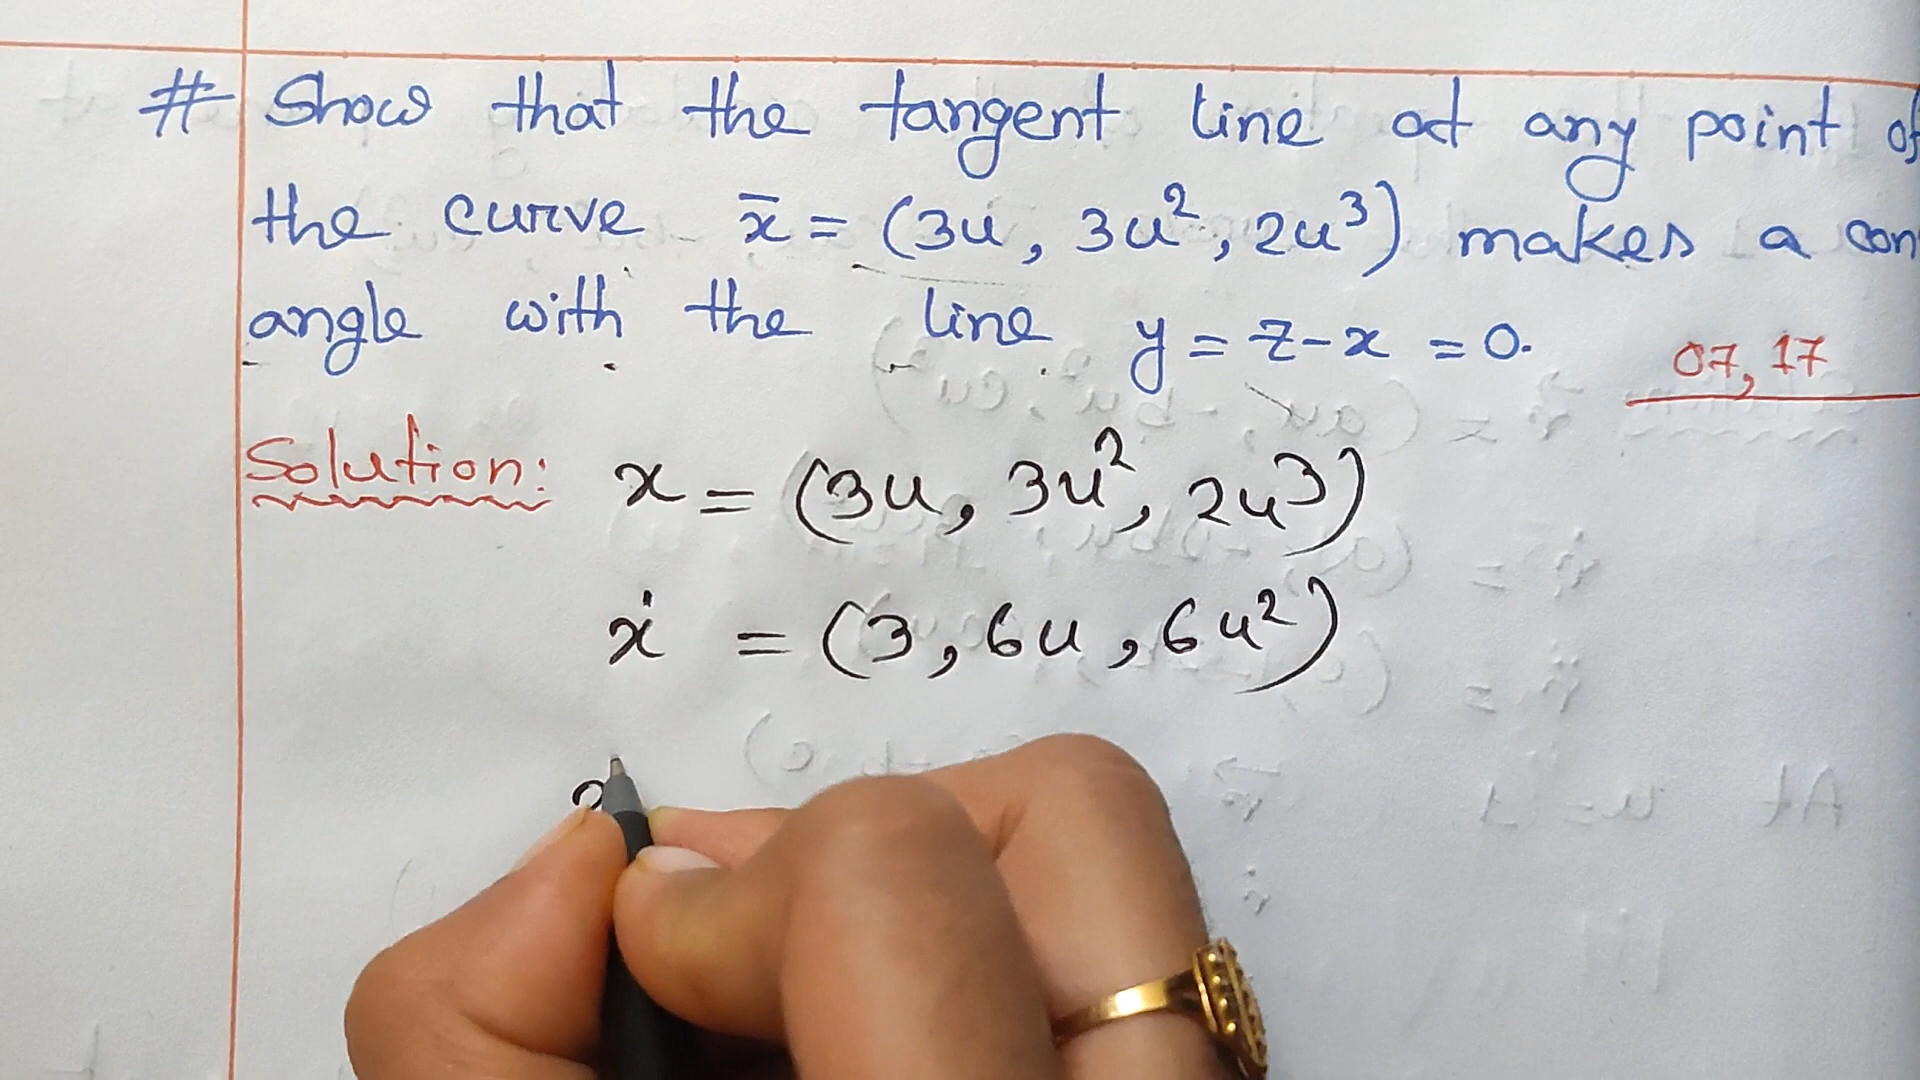 # Show that the tangent line at any point of
the curve x̄ = (3u, 3u², 2u³) makes a con
angle with the line y = z-x = 0.
07, 17
Solution: x = (3u, 3u², 2u³)
ẋ = (3, 6u, 6u²)